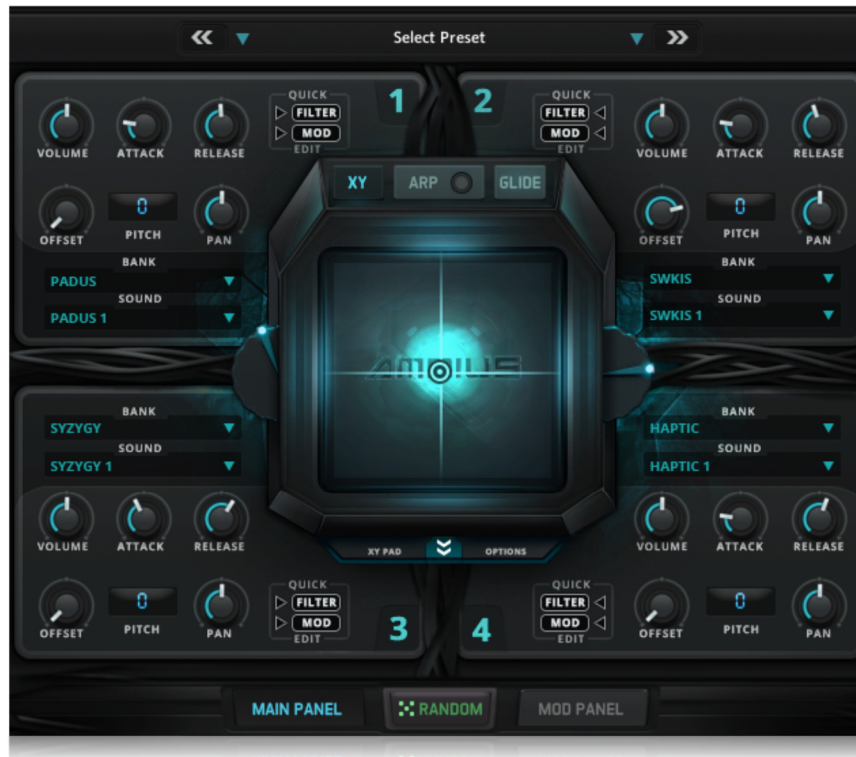 Select Preset
QUICK
FILTER
MOD
EDIT
1
VOLUME
ATTACK
RELEASE
OFFSET
0
PITCH
PAN
BANK
PADUS
SOUND
PADUS 1
2
QUICK
FILTER
MOD
EDIT
VOLUME
ATTACK
RELEASE
OFFSET
0
PITCH
PAN
BANK
SWKIS
SOUND
SWKIS 1
XY
ARP
GLIDE
AMPIUS
BANK
SYZYGY
SOUND
SYZYGY 1
VOLUME
ATTACK
RELEASE
OFFSET
0
PITCH
PAN
QUICK
FILTER
MOD
EDIT
3
BANK
HAPTIC
SOUND
HAPTIC 1
VOLUME
ATTACK
RELEASE
QUICK
FILTER
MOD
EDIT
4
OFFSET
0
PITCH
PAN
XY PAD
OPTIONS
MAIN PANEL
RANDOM
MOD PANEL